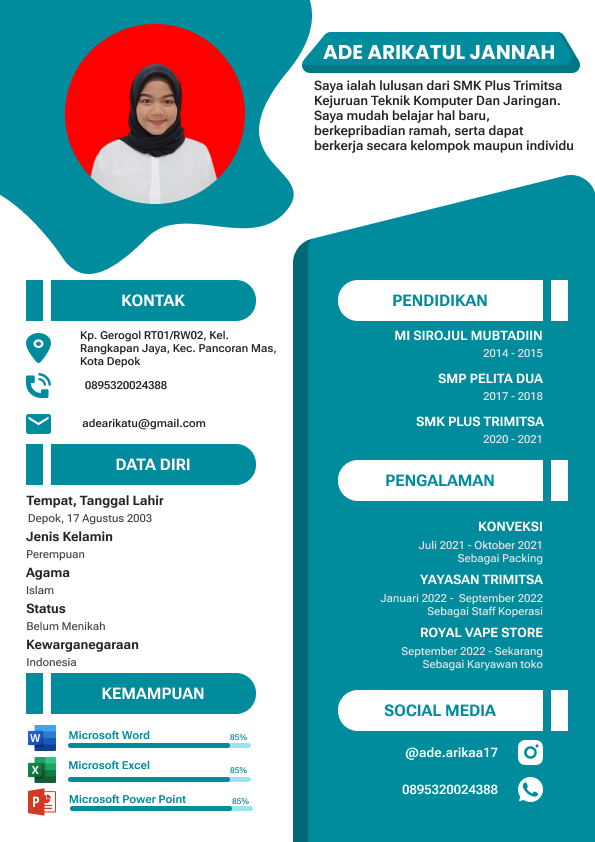 ADE ARIKATUL JANNAH
Saya ialah lulusan dari SMK Plus Trimitsa
Kejuruan Teknik Komputer Dan Jaringan.
Saya mudah belajar hal baru,
berkepribadian ramah, serta dapat
berkerja secara kelompok maupun individu
KONTAK
Kp. Gerogol RT01/RW02, Kel.
Rangkapan Jaya, Kec. Pancoran Mas,
Kota Depok
0895320024388
adearikatu@gmail.com
DATA DIRI
Tempat, Tanggal Lahir
Depok, 17 Agustus 2003
Jenis Kelamin
Perempuan
Agama
Islam
Status
Belum Menikah
Kewarganegaraan
Indonesia
KEMAMPUAN
W
Microsoft Word
85%
X
Microsoft Excel
85%
P
Microsoft Power Point
85%
PENDIDIKAN
MI SIROJUL MUBTADIIN
2014 - 2015
SMP PELITA DUA
2017 - 2018
SMK PLUS TRIMITSA
2020 - 2021
PENGALAMAN
KONVEKSI
Juli 2021 - Oktober 2021
Sebagai Packing
YAYASAN TRIMITSA
Januari 2022 - September 2022
Sebagai Staff Koperasi
ROYAL VAPE STORE
September 2022 - Sekarang
Sebagai Karyawan toko
SOCIAL MEDIA
@ade.arikaa17
0895320024388